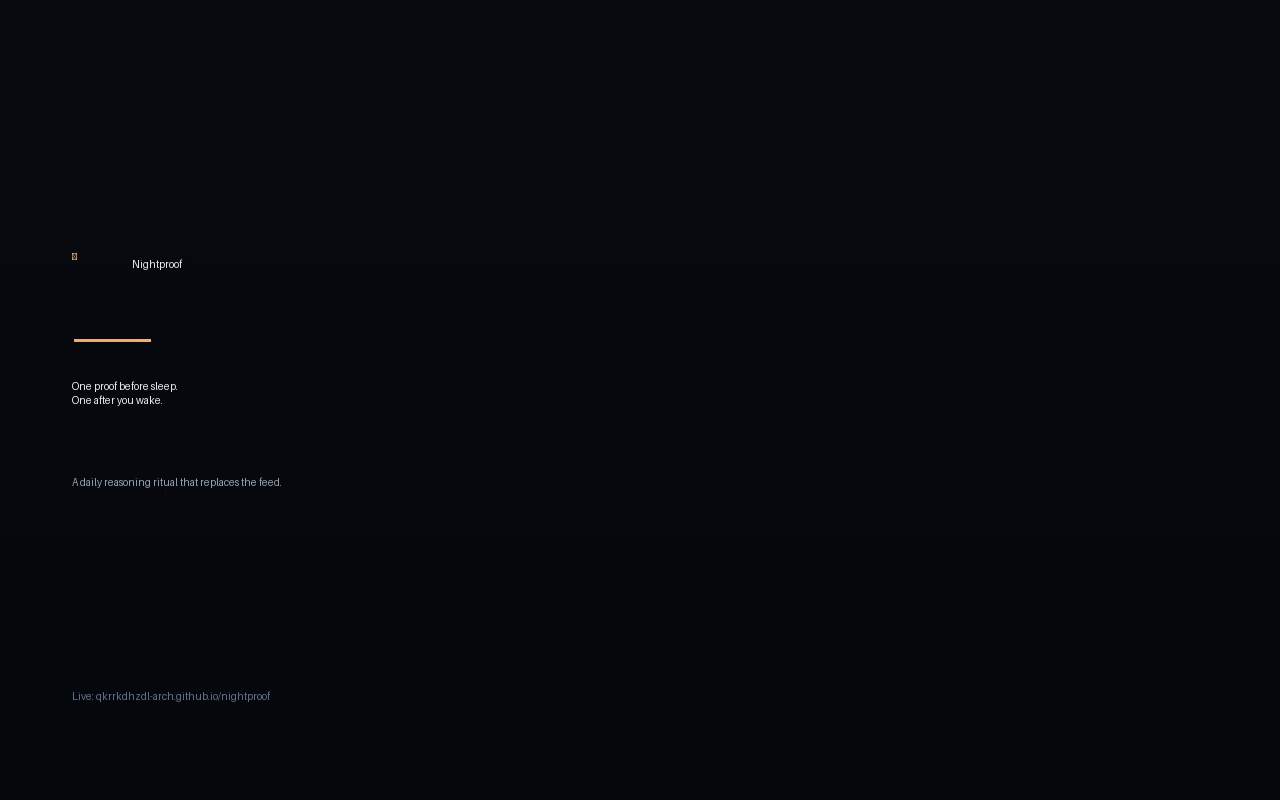 Nightproof
One proof before sleep.
One after you wake.
A daily reasoning ritual that replaces the feed.
Live: qkrrkdhzdl-arch.github.io/nightproof